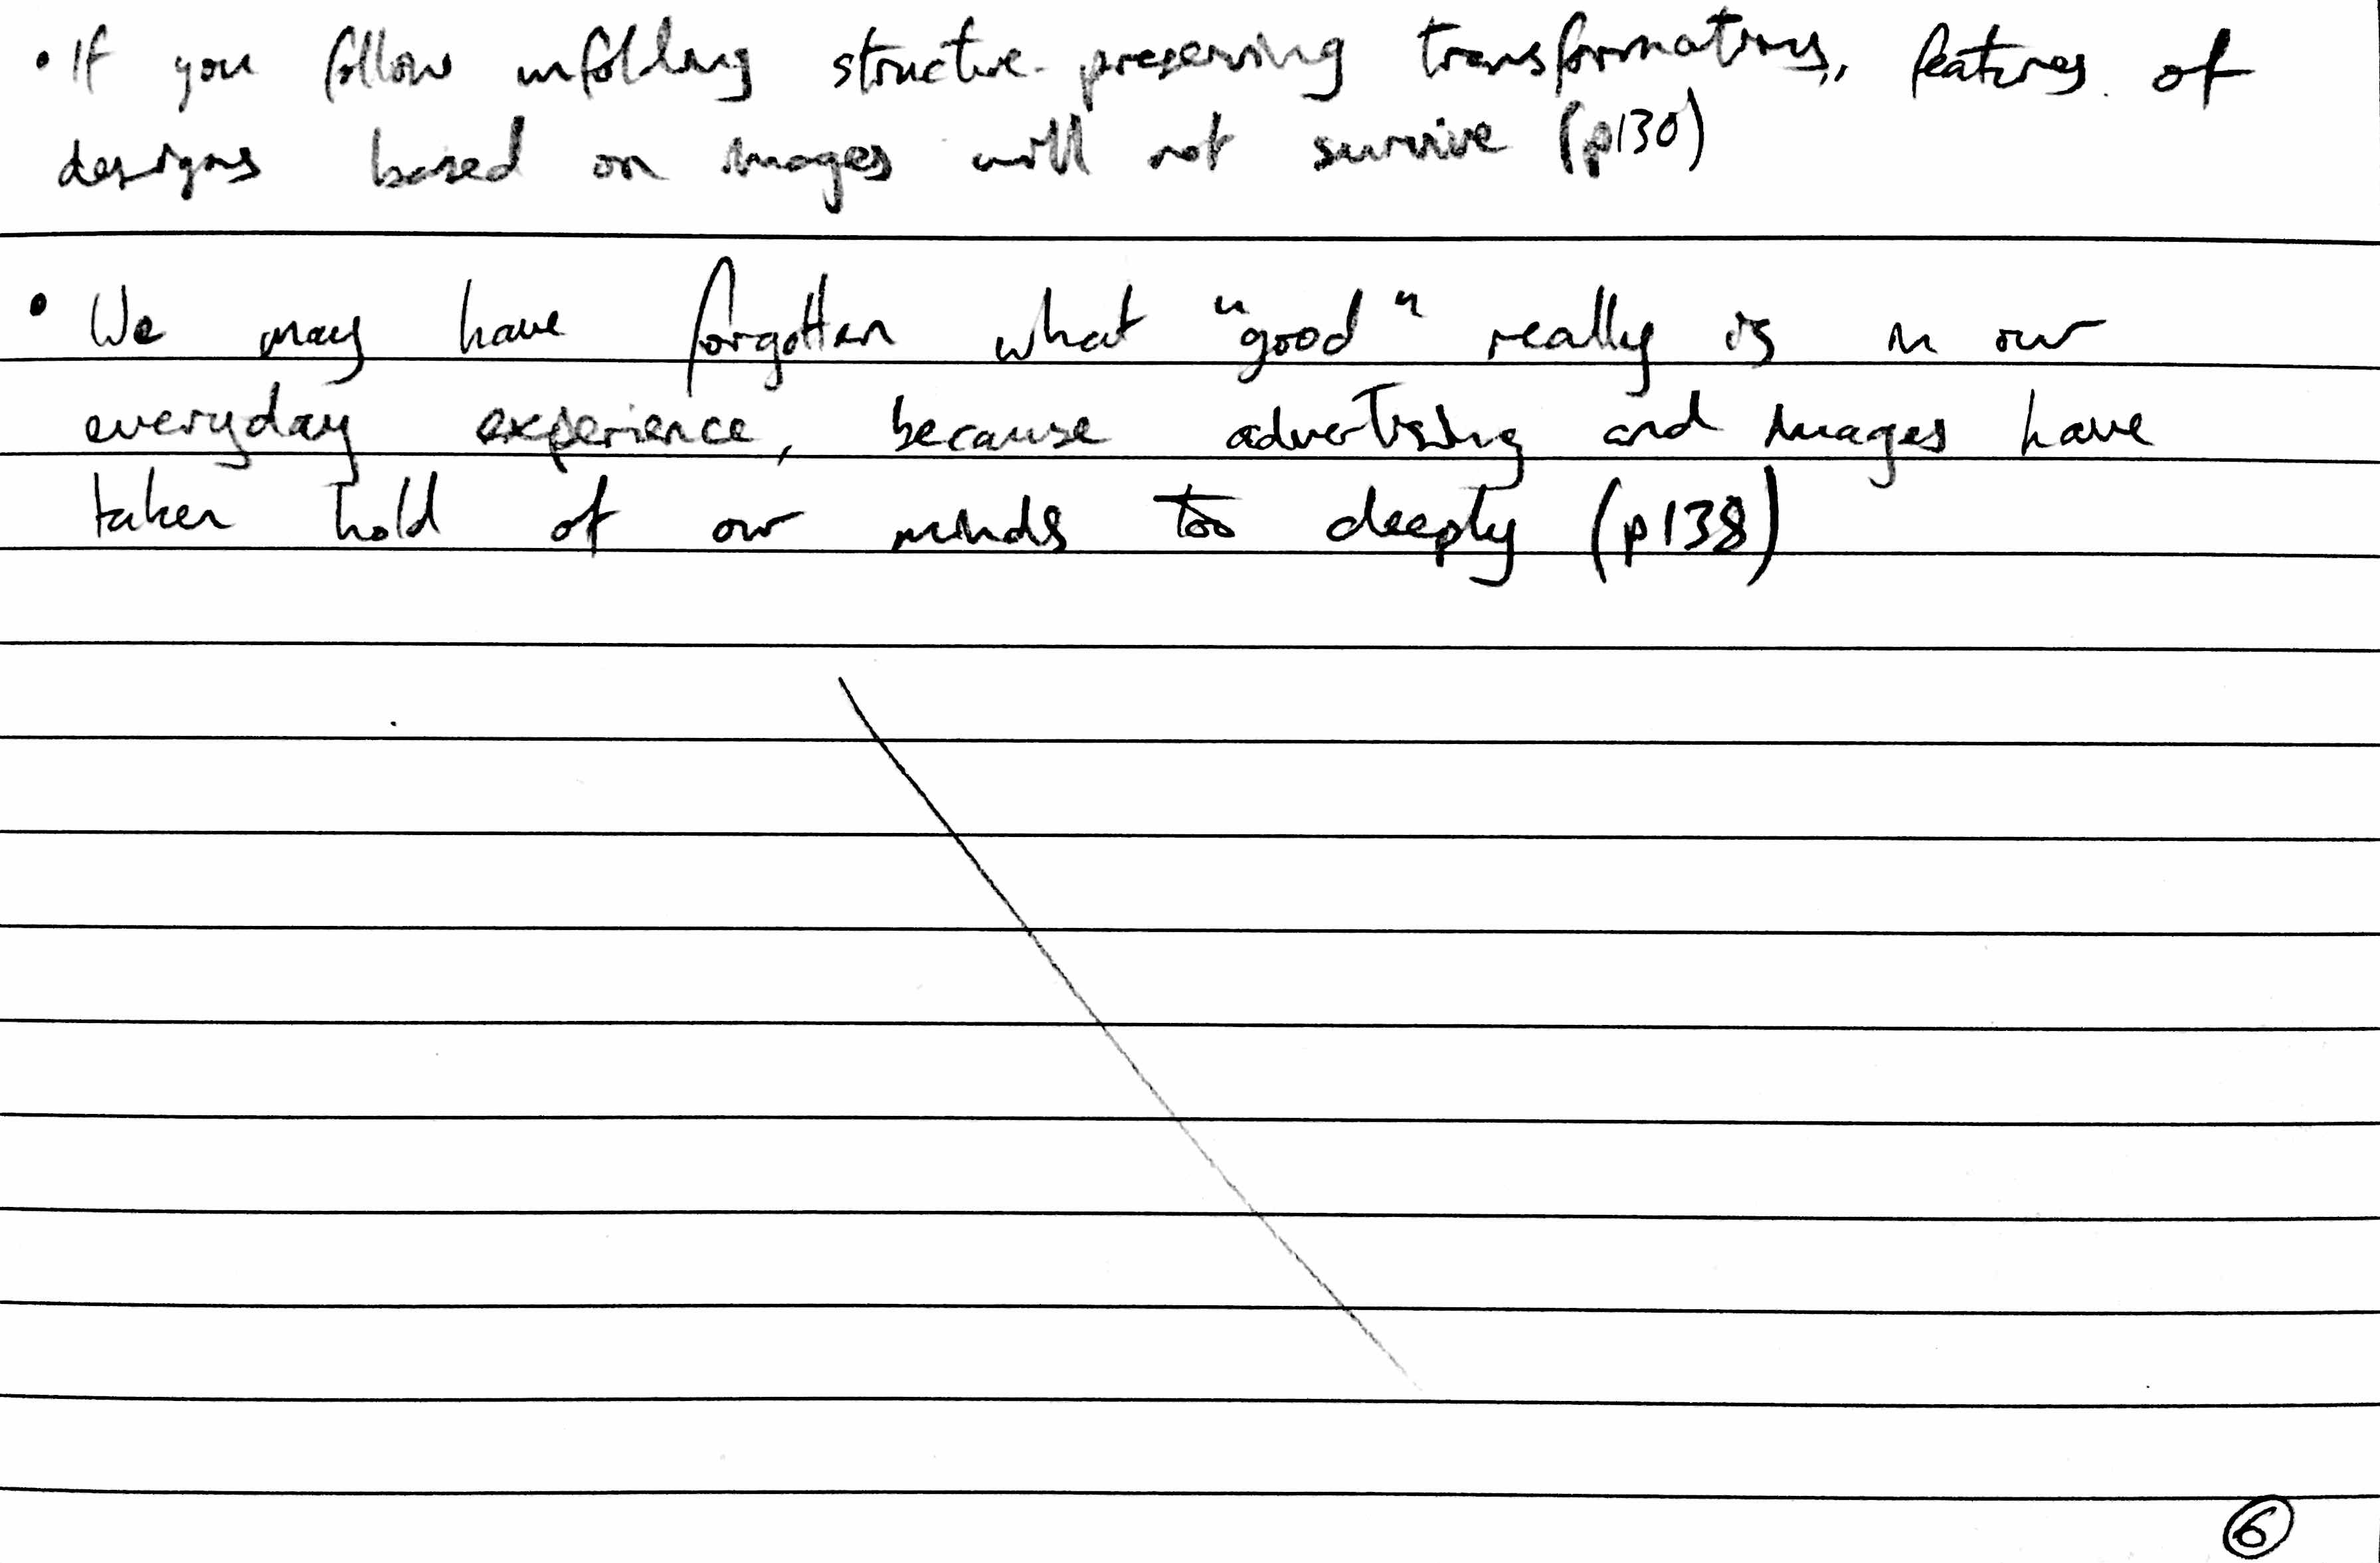 • If you follow unfolding structure-preserving transformations, features of
designs based on images will not survive (p130)
• We may have forgotten what "good" really is in our
everyday experience, because advertising and images have
taken hold of our minds too deeply (p138)
6